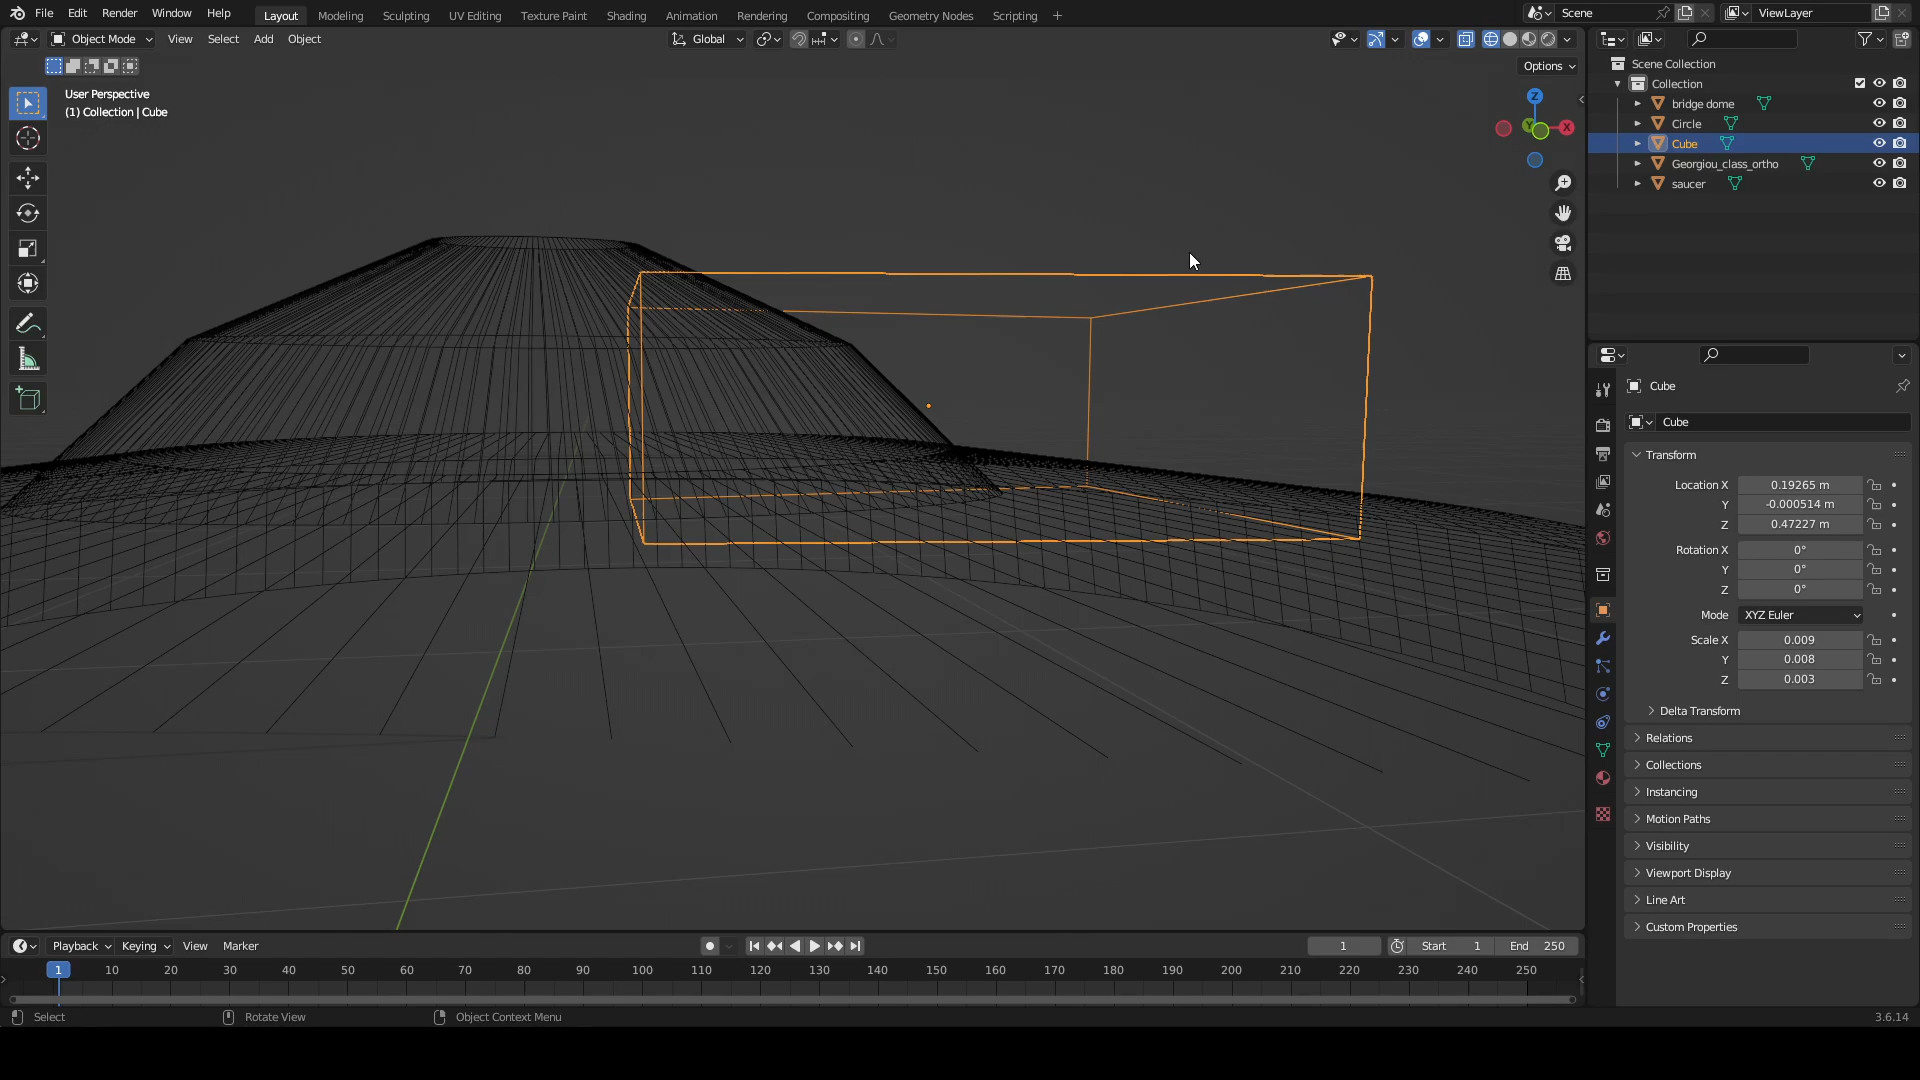 File Edit Render Window Help
Layout Modeling Sculpting UV Editing Texture Paint Shading Animation Rendering Compositing Geometry Nodes Scripting +
Scene
ViewLayer
Object Mode View Select Add Object
Global
Options
User Perspective
(1) Collection | Cube
Z
Y
X
Scene Collection
Collection
bridge dome
Circle
Cube
Georgiou_class_ortho
saucer
Cube
Cube
Transform
Location X 0.19265 m
Y -0.000514 m
Z 0.47227 m
Rotation X 0°
Y 0°
Z 0°
Mode XYZ Euler
Scale X 0.009
Y 0.008
Z 0.003
Delta Transform
Relations
Collections
Instancing
Motion Paths
Visibility
Viewport Display
Line Art
Custom Properties
Playback Keying View Marker
1
Start 1
End 250
1 10 20 30 40 50 60 70 80 90 100 110 120 130 140 150 160 170 180 190 200 210 220 230 240 250
Select
Rotate View
Object Context Menu
3.6.14